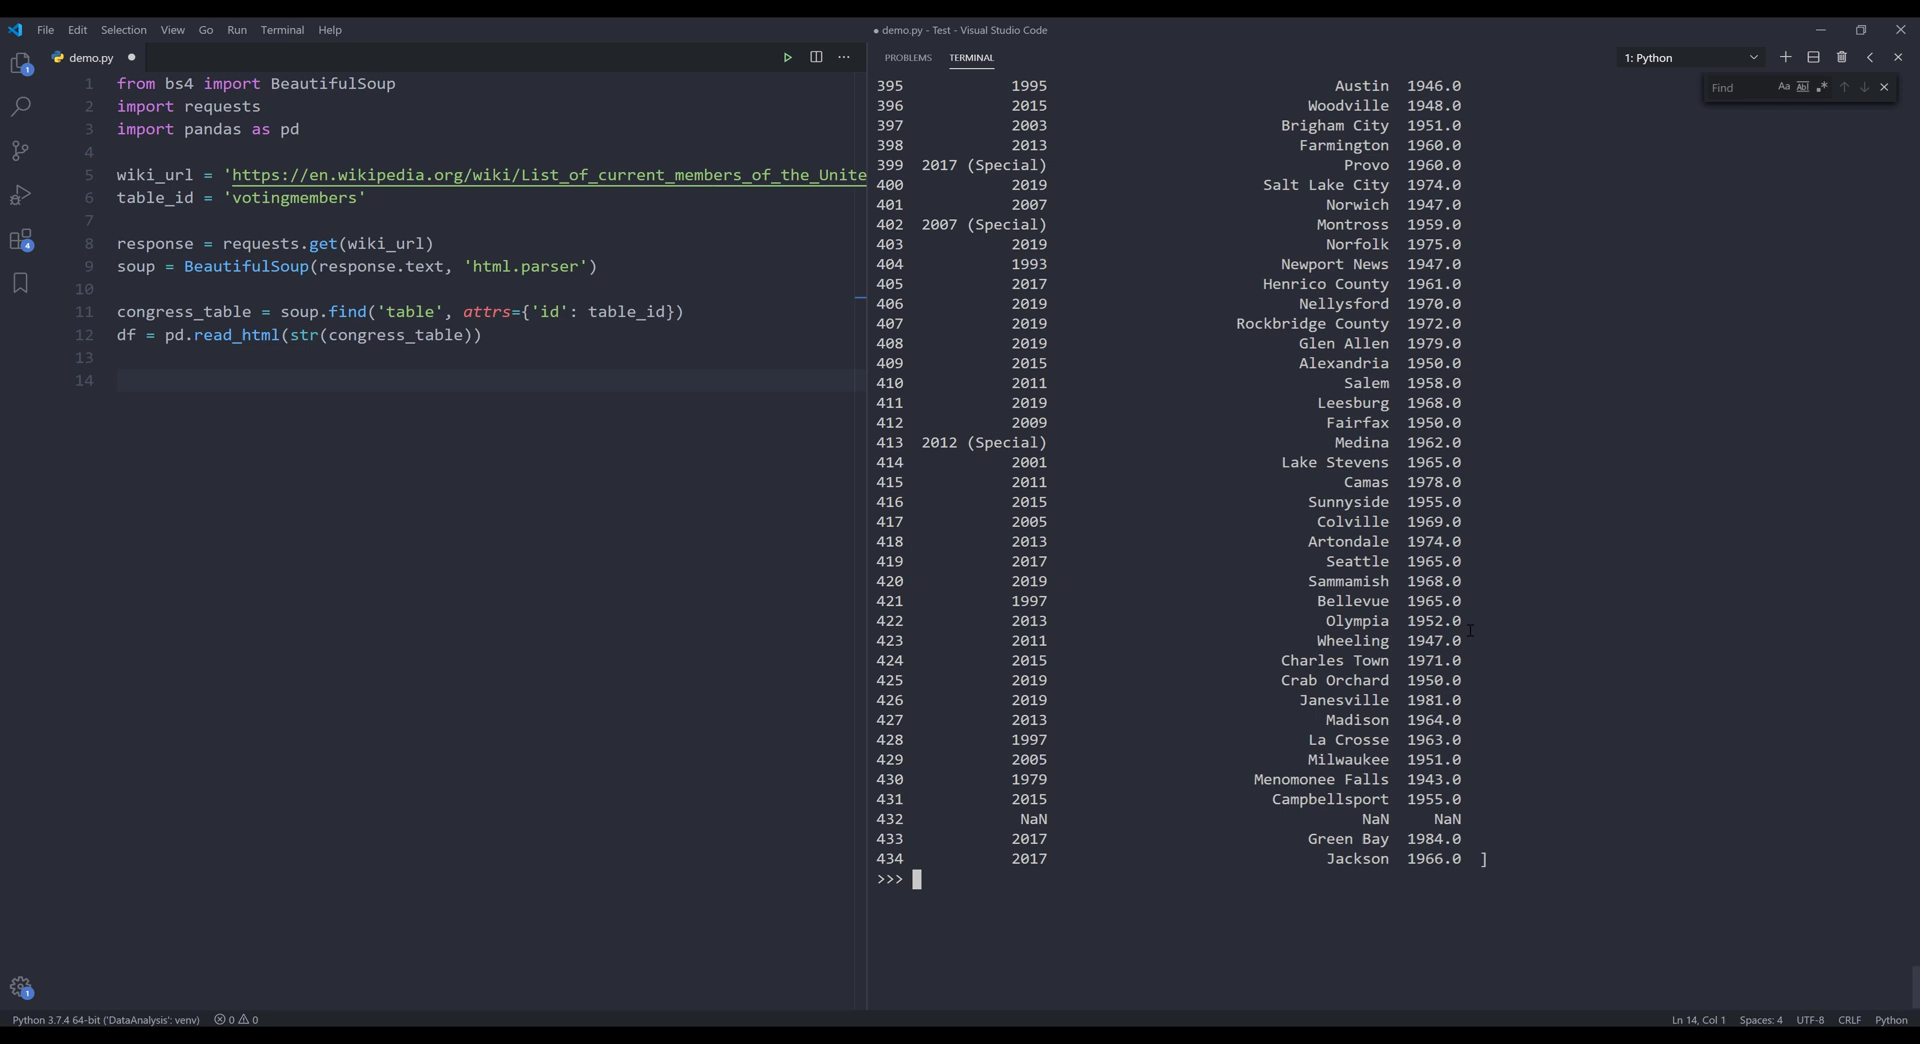 File Edit Selection View Go Run Terminal Help
● demo.py - Test - Visual Studio Code
demo.py ●
PROBLEMS TERMINAL
1: Python
Find
Aa Abl .*
1 from bs4 import BeautifulSoup
2 import requests
3 import pandas as pd
4
5 wiki_url = 'https://en.wikipedia.org/wiki/List_of_current_members_of_the_Unite
6 table_id = 'votingmembers'
7
8 response = requests.get(wiki_url)
9 soup = BeautifulSoup(response.text, 'html.parser')
10
11 congress_table = soup.find('table', attrs={'id': table_id})
12 df = pd.read_html(str(congress_table))
13
14
395 1995 Austin 1946.0
396 2015 Woodville 1948.0
397 2003 Brigham City 1951.0
398 2013 Farmington 1960.0
399 2017 (Special) Provo 1960.0
400 2019 Salt Lake City 1974.0
401 2007 Norwich 1947.0
402 2007 (Special) Montross 1959.0
403 2019 Norfolk 1975.0
404 1993 Newport News 1947.0
405 2017 Henrico County 1961.0
406 2019 Nellysford 1970.0
407 2019 Rockbridge County 1972.0
408 2019 Glen Allen 1979.0
409 2015 Alexandria 1950.0
410 2011 Salem 1958.0
411 2019 Leesburg 1968.0
412 2009 Fairfax 1950.0
413 2012 (Special) Medina 1962.0
414 2001 Lake Stevens 1965.0
415 2011 Camas 1978.0
416 2015 Sunnyside 1955.0
417 2005 Colville 1969.0
418 2013 Artondale 1974.0
419 2017 Seattle 1965.0
420 2019 Sammamish 1968.0
421 1997 Bellevue 1965.0
422 2013 Olympia 1952.0
423 2011 Wheeling 1947.0
424 2015 Charles Town 1971.0
425 2019 Crab Orchard 1950.0
426 2019 Janesville 1981.0
427 2013 Madison 1964.0
428 1997 La Crosse 1963.0
429 2005 Milwaukee 1951.0
430 1979 Menomonee Falls 1943.0
431 2015 Campbellsport 1955.0
432 NaN NaN NaN
433 2017 Green Bay 1984.0
434 2017 Jackson 1966.0 ]
>>>
1
4
1
Python 3.7.4 64-bit ('DataAnalysis': venv) 0 0
Ln 14, Col 1 Spaces: 4 UTF-8 CRLF Python